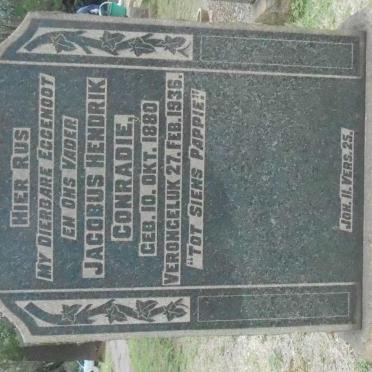 HIER RUS
MY DIERBARE EGGENOOT
EN ONS VADER
JACOBUS HENDRIK
CONRADIE,
GEB. 10. OKT. 1880
VERONGELUK 27. FEB. 1936.
"TOT SIENS PAPPIE"
JOH. 11. VERS. 25.